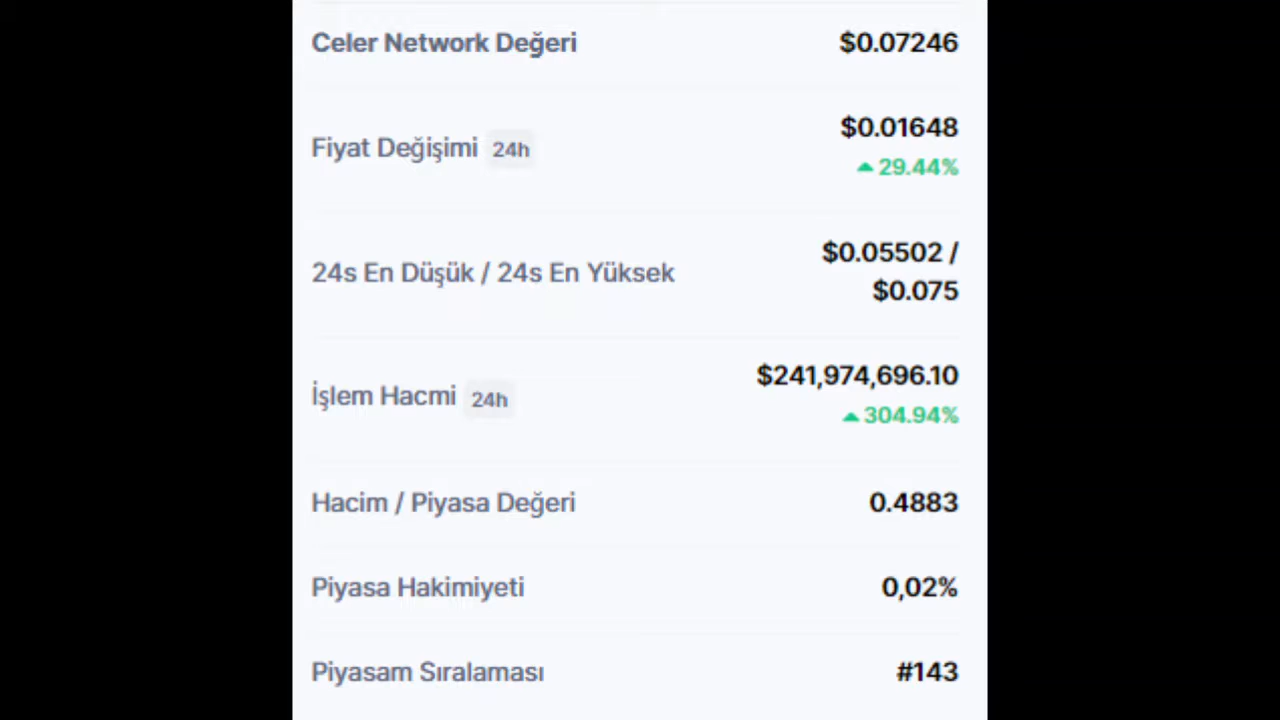 Celer Network Değeri $0.07246
Fiyat Değişimi 24h $0.01648
▲ 29.44%
24s En Düşük / 24s En Yüksek $0.05502 /
$0.075
İşlem Hacmi 24h $241,974,696.10
▲ 304.94%
Hacim / Piyasa Değeri 0.4883
Piyasa Hakimiyeti 0,02%
Piyasam Sıralaması #143